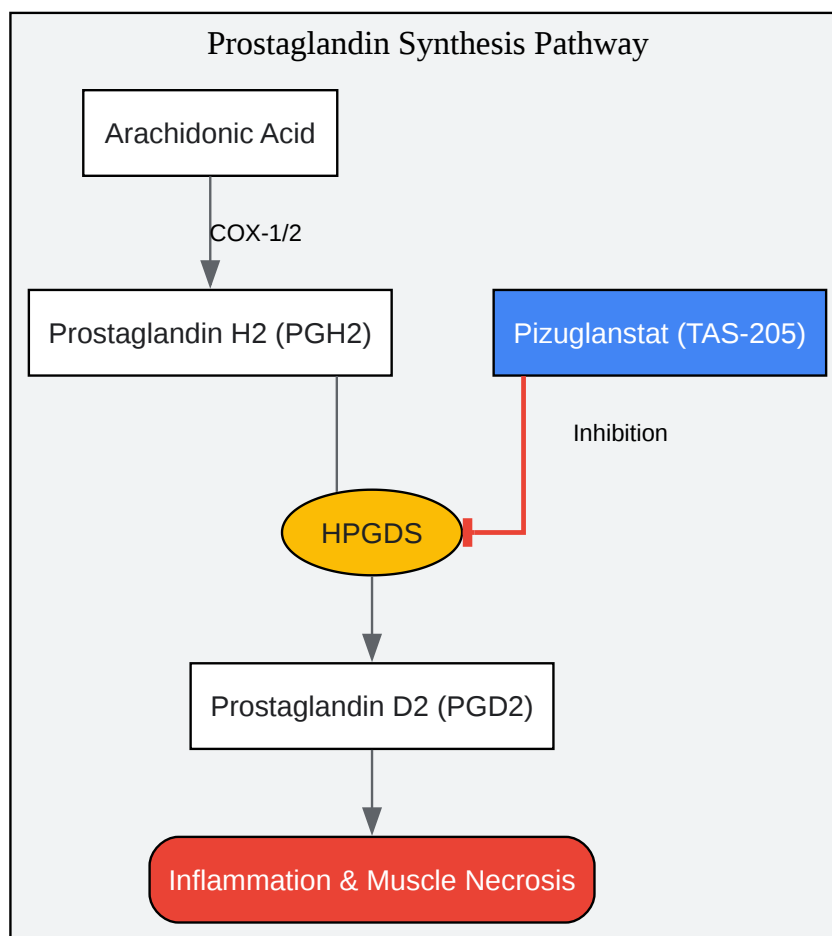 Prostaglandin Synthesis Pathway
Arachidonic Acid
COX-1/2
Prostaglandin H2 (PGH2)
Pizuglanstat (TAS-205)
Inhibition
HPGDS
Prostaglandin D2 (PGD2)
Inflammation & Muscle Necrosis